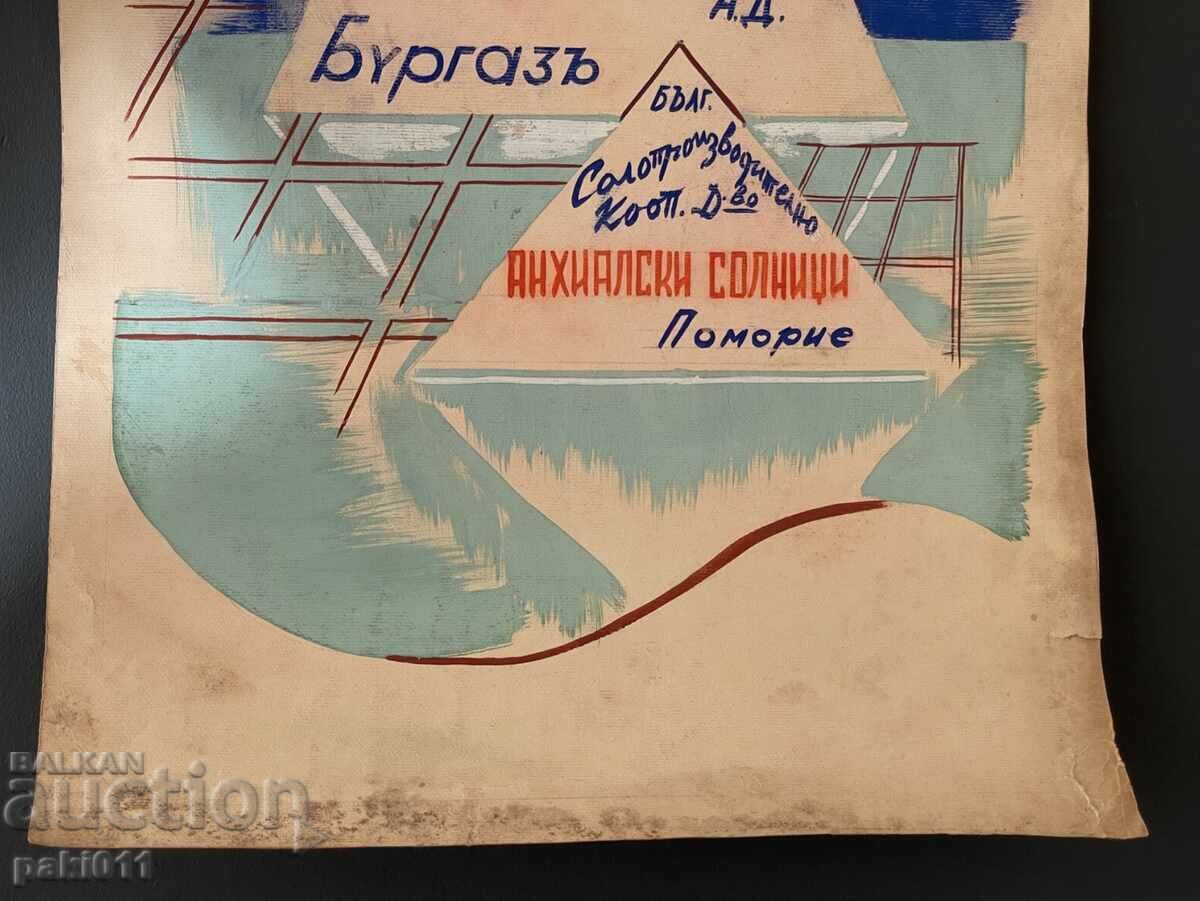 А.Д.
Бургазъ
БЪЛГ.
Солопроизводително
Кооп. Д-во
АНХИАЛСКИ СОЛНИЦИ
Поморие
BALKAN
auction
paki011